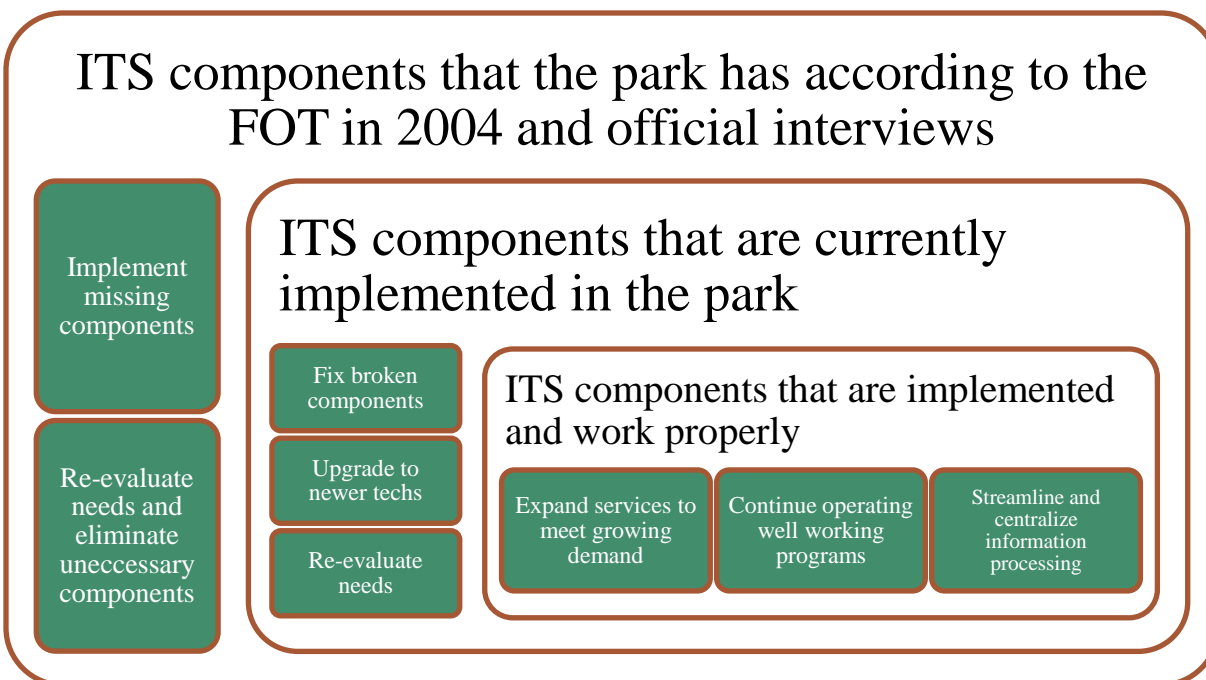 ITS components that the park has according to the
FOT in 2004 and official interviews
Implement
missing
components
Re-evaluate
needs and
eliminate
uneccessary
components
ITS components that are currently
implemented in the park
Fix broken
components
Upgrade to
newer techs
Re-evaluate
needs
ITS components that are implemented
and work properly
Expand services to
meet growing
demand
Continue operating
well working
programs
Streamline and
centralize
information
processing